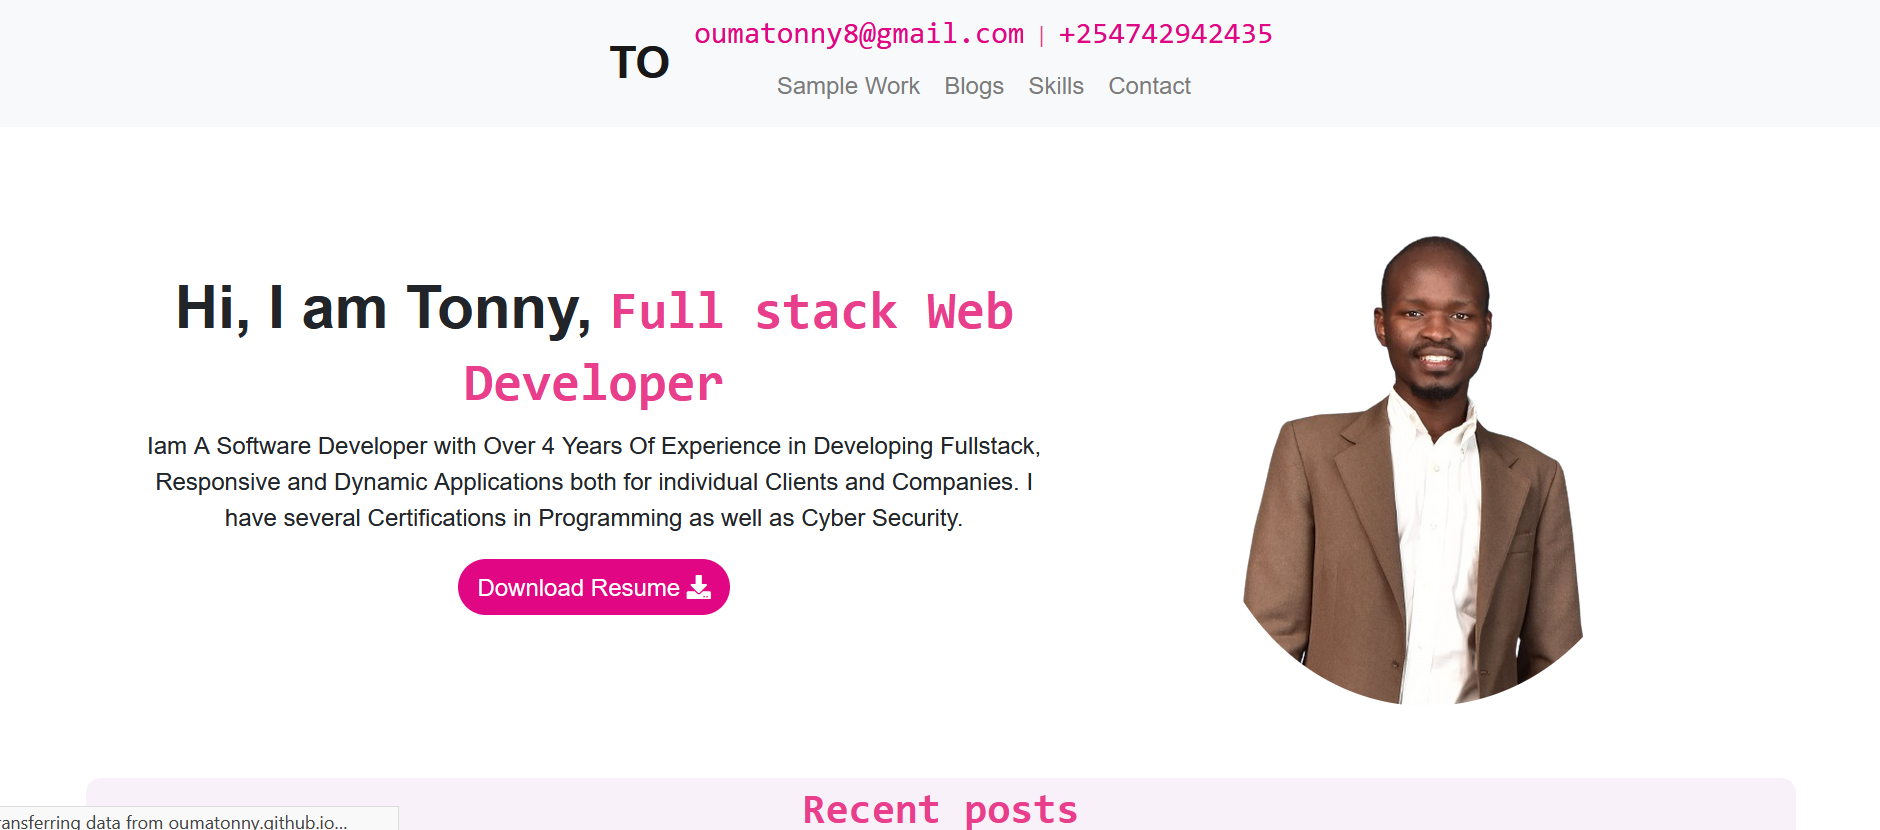 TO
oumatonny8@gmail.com | +254742942435
Sample Work Blogs Skills Contact
Hi, I am Tonny, Full stack Web
Developer
Iam A Software Developer with Over 4 Years Of Experience in Developing Fullstack,
Responsive and Dynamic Applications both for individual Clients and Companies. I
have several Certifications in Programming as well as Cyber Security.
Download Resume
Recent posts
ansferring data from oumatonny.github.io...